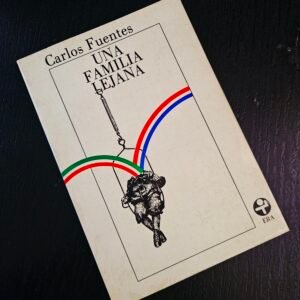 Carlos Fuentes
UNA
FAMILIA
LEJANA
ERA